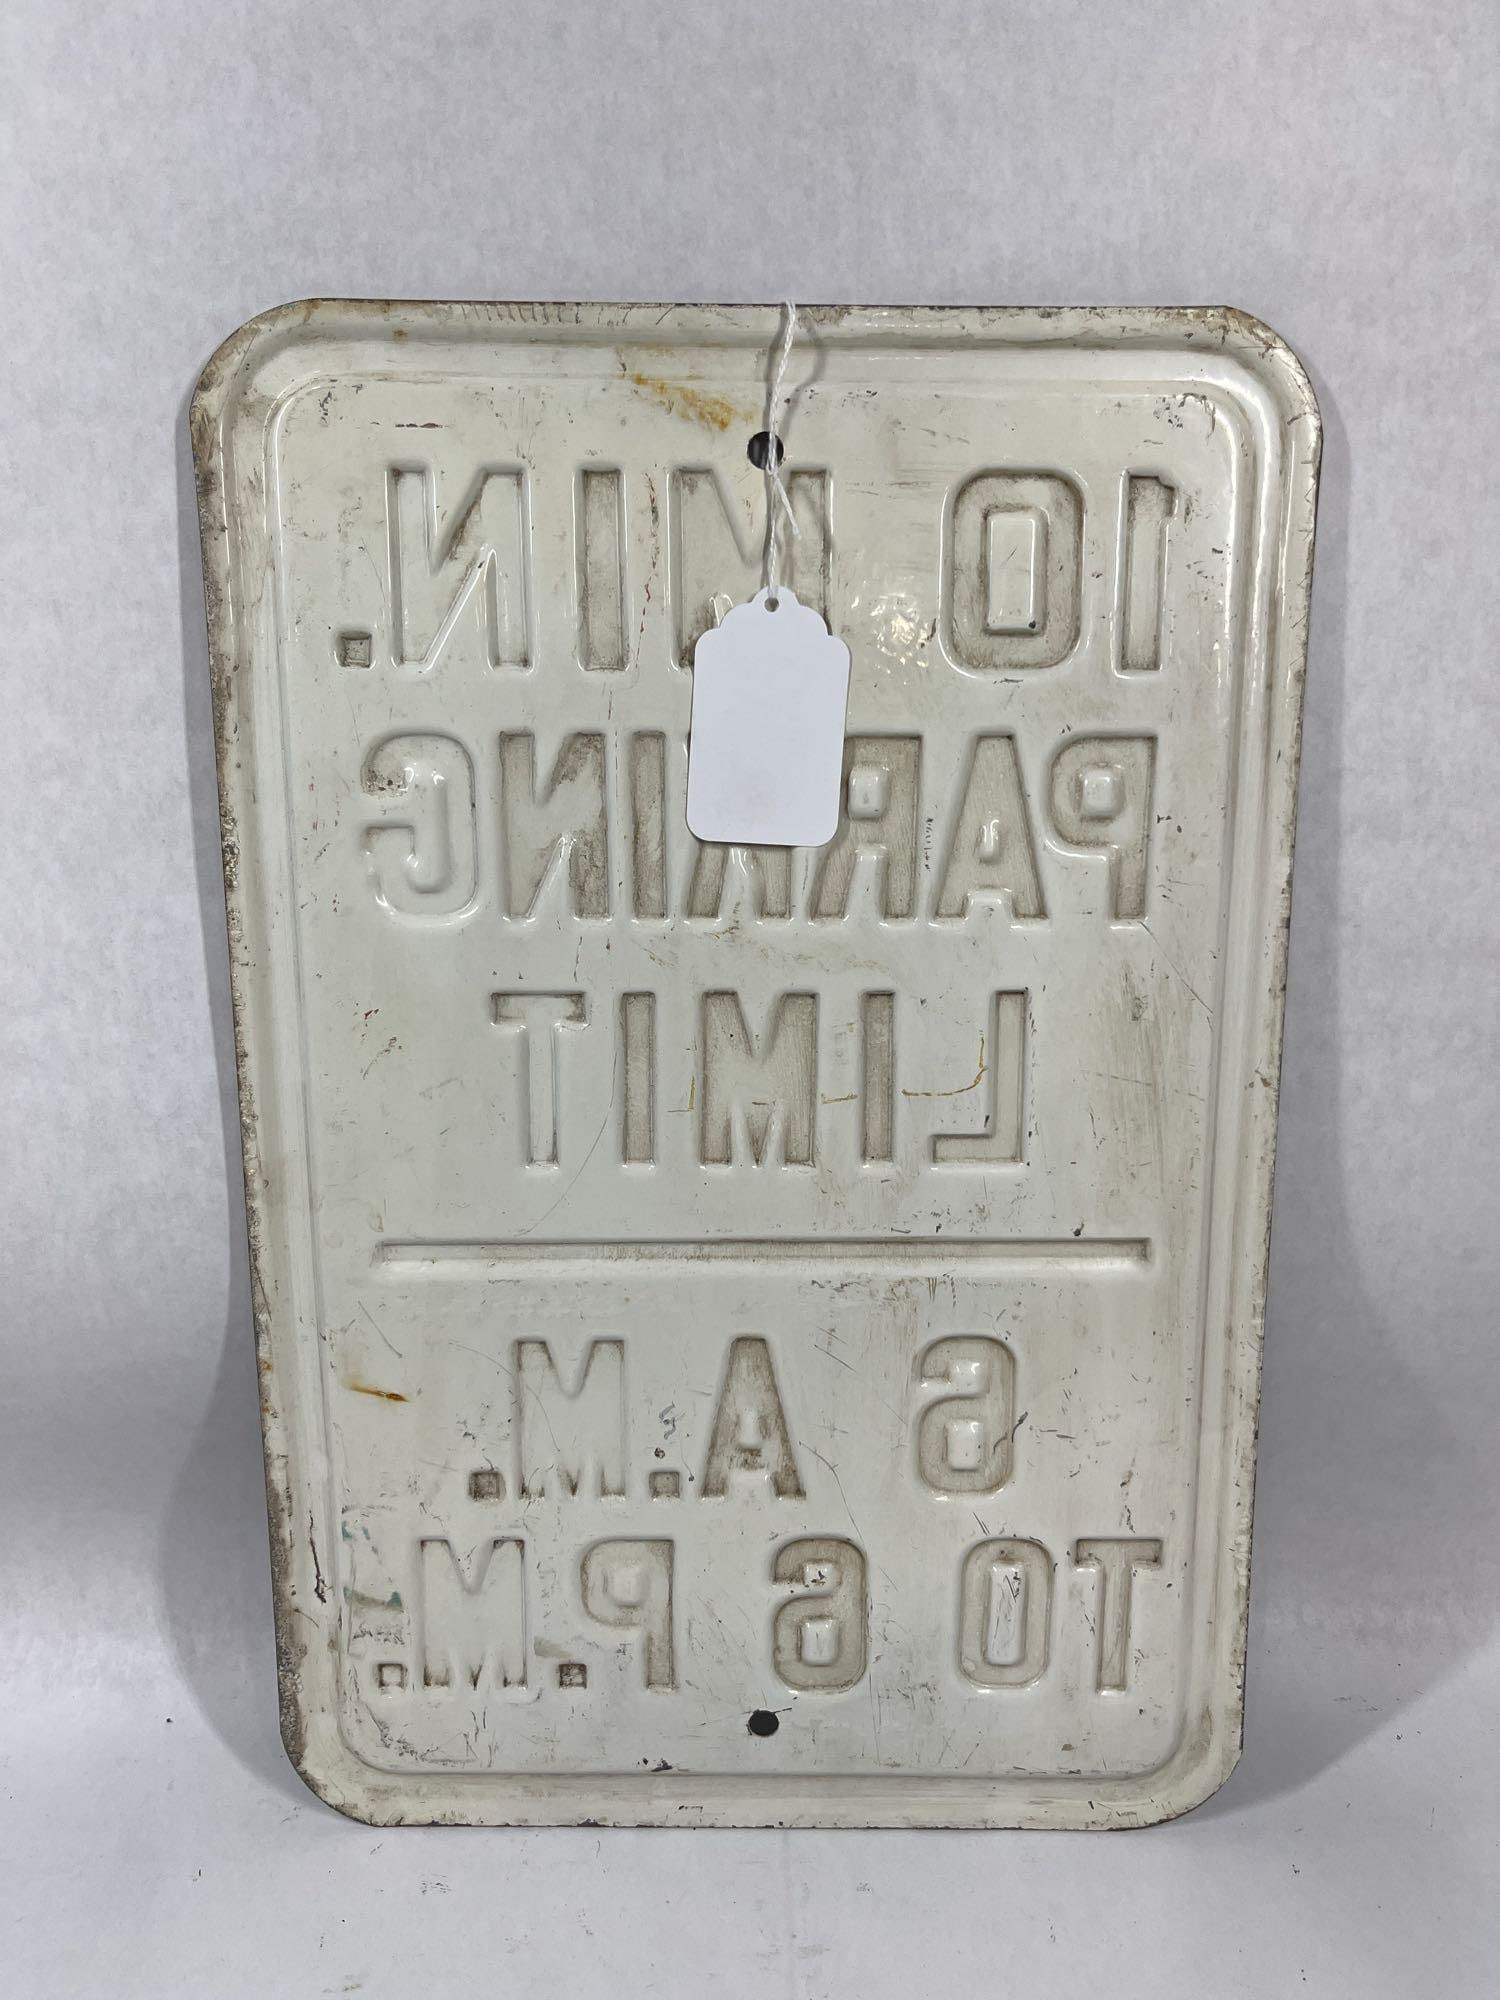 10 MIN.
PARKING
LIMIT
6 A.M.
TO 6 P.M.